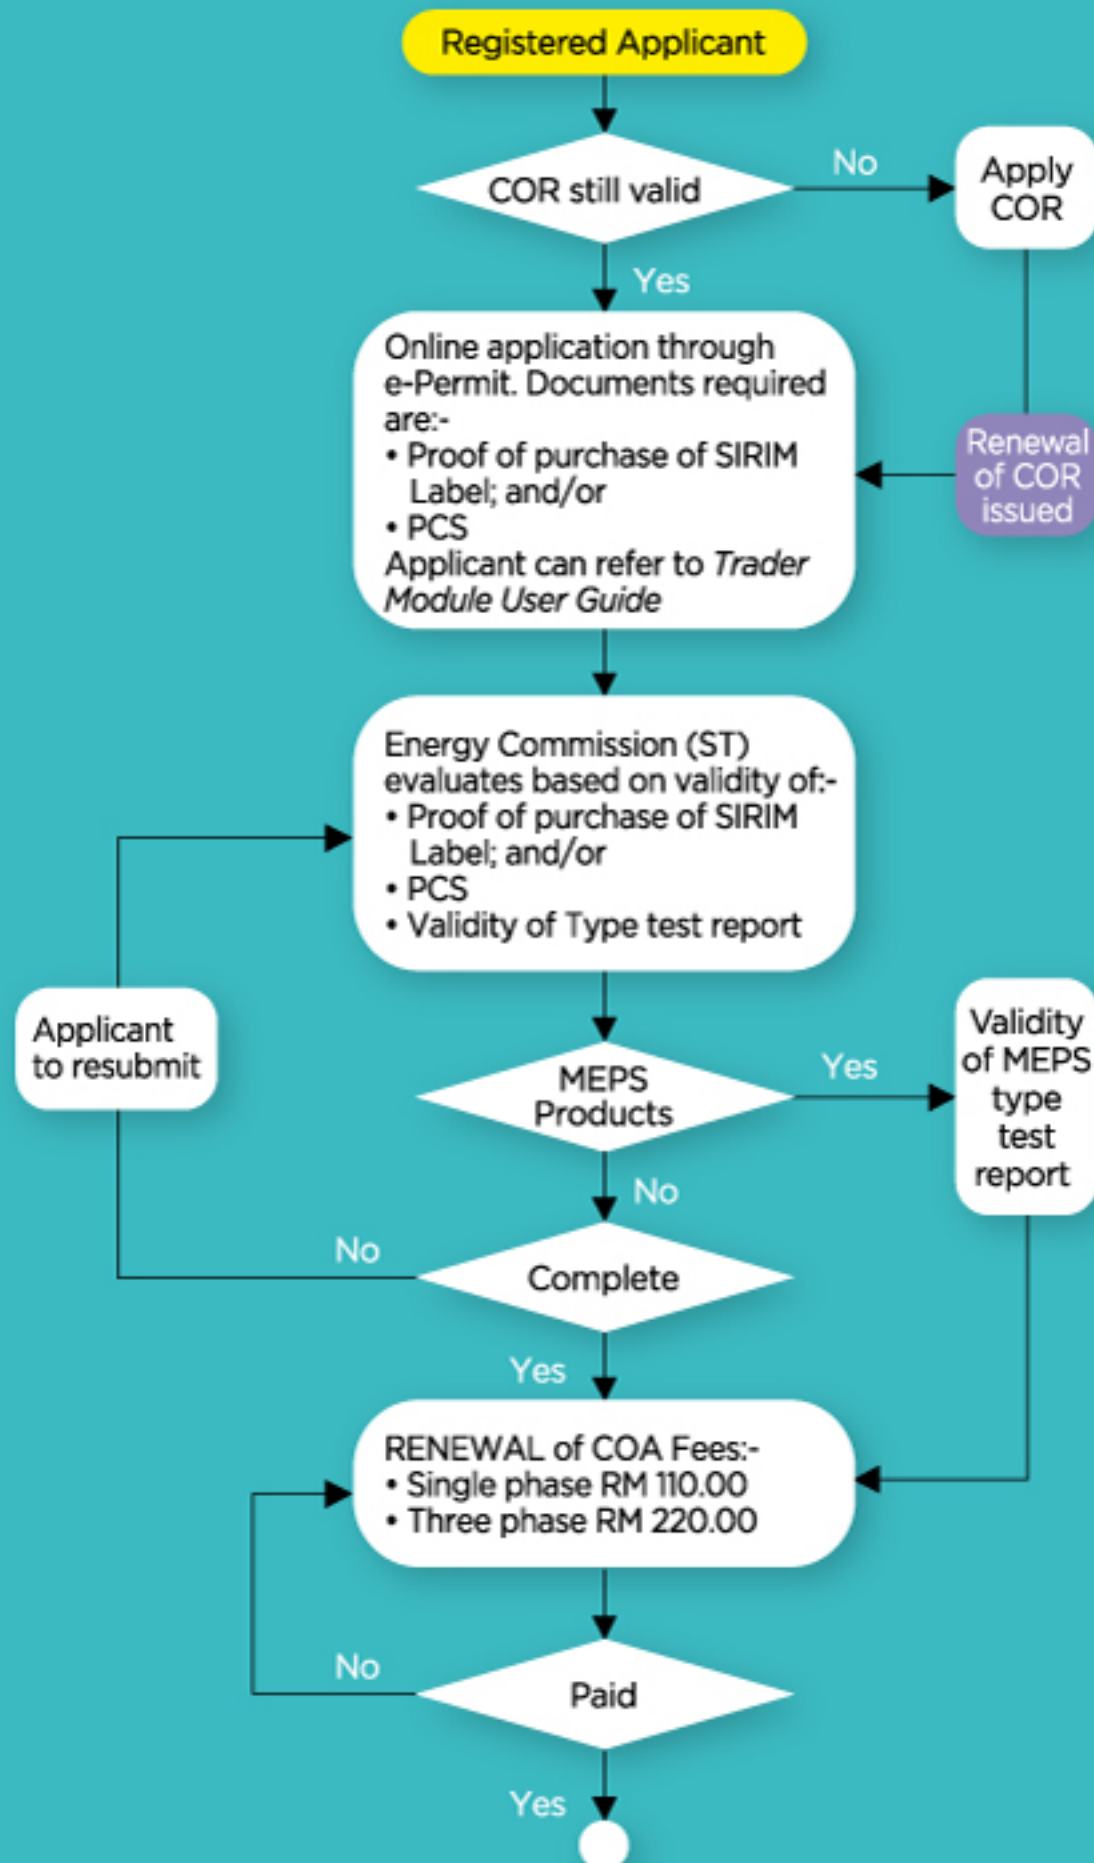 Registered Applicant
COR still valid
No
Apply
COR
Yes
Online application through
e-Permit. Documents required
are:-
• Proof of purchase of SIRIM
Label; and/or
• PCS
Applicant can refer to Trader
Module User Guide
Renewal
of COR
issued
Energy Commission (ST)
evaluates based on validity of:-
• Proof of purchase of SIRIM
Label; and/or
• PCS
• Validity of Type test report
Applicant
to resubmit
MEPS
Products
Yes
Validity
of MEPS
type
test
report
No
Complete
No
Yes
RENEWAL of COA Fees:-
• Single phase RM 110.00
• Three phase RM 220.00
Paid
No
Yes